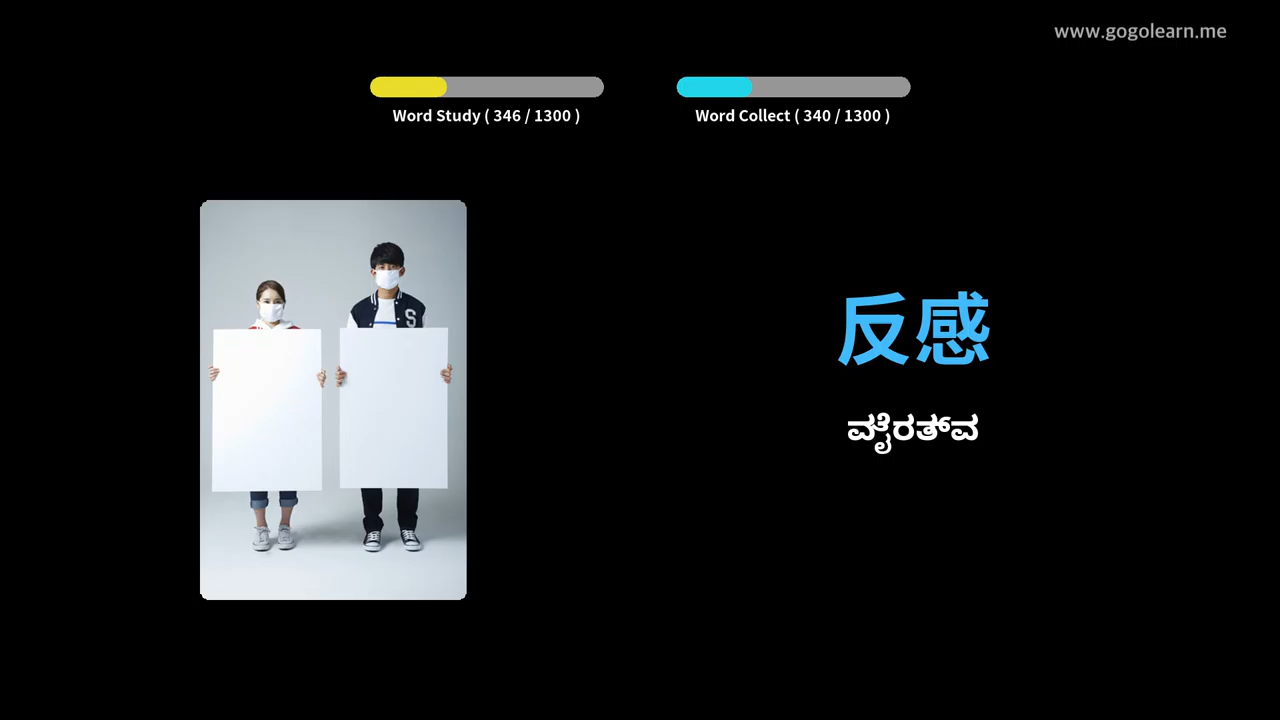 www.gogolearn.me
Word Study ( 346 / 1300 )
Word Collect ( 340 / 1300 )
S
反感
ವೈರತ್ವ